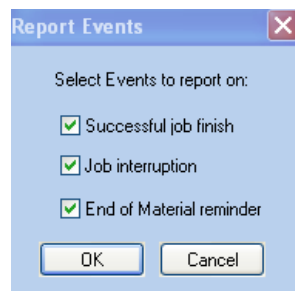 Report Events
Select Events to report on:
Successful job finish
Job interruption
End of Material reminder
OK Cancel